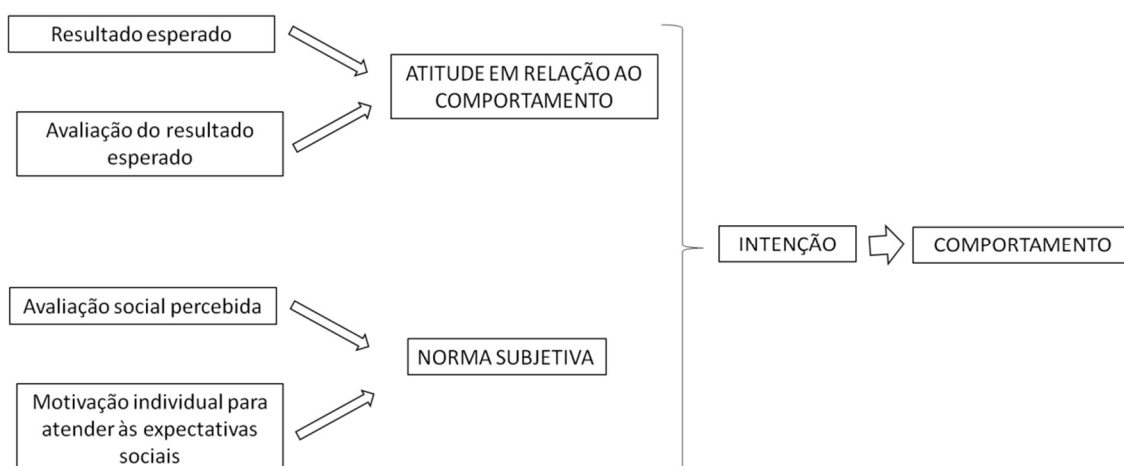 Resultado esperado
ATITUDE EM RELAÇÃO AO
COMPORTAMENTO
Avaliação do resultado
esperado
INTENÇÃO
COMPORTAMENTO
Avaliação social percebida
NORMA SUBJETIVA
Motivação individual para
atender às expectativas
sociais